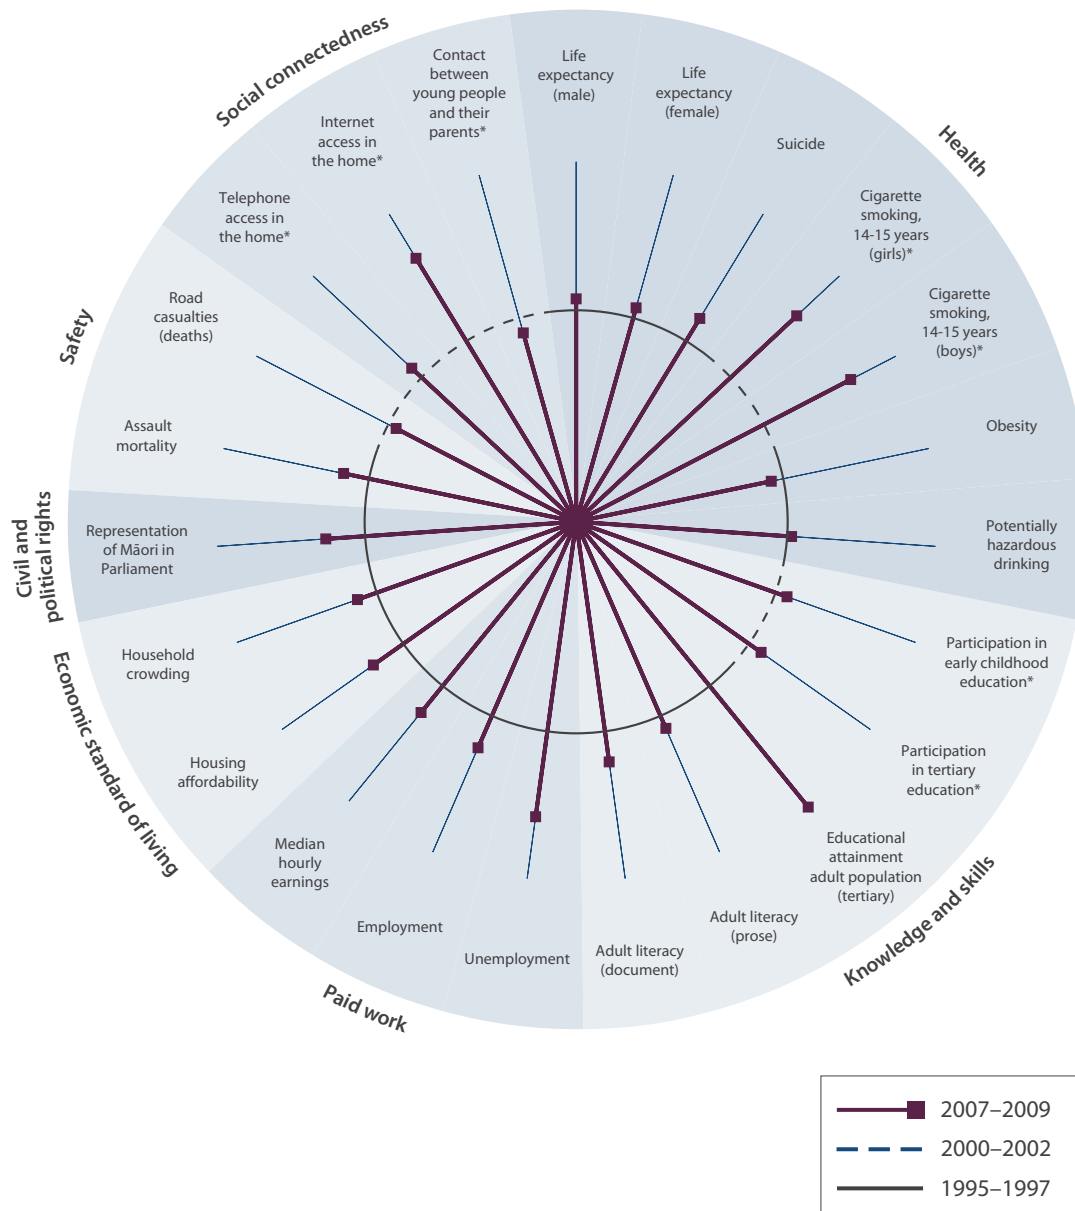 Social connectedness
Health
Knowledge and skills
Paid work
Economic standard of living
Civil and
political rights
Safety
Life
expectancy
(male)
Life
expectancy
(female)
Suicide
Cigarette
smoking,
14-15 years
(girls)*
Cigarette
smoking,
14-15 years
(boys)*
Obesity
Potentially
hazardous
drinking
Participation in
early childhood
education*
Participation
in tertiary
education*
Educational
attainment
adult population
(tertiary)
Adult literacy
(prose)
Adult literacy
(document)
Unemployment
Employment
Median
hourly
earnings
Housing
affordability
Household
crowding
Representation
of Māori in
Parliament
Assault
mortality
Road
casualties
(deaths)
Telephone
access in
the home*
Internet
access in
the home*
Contact
between
young people
and their
parents*
2007–2009
2000–2002
1995–1997